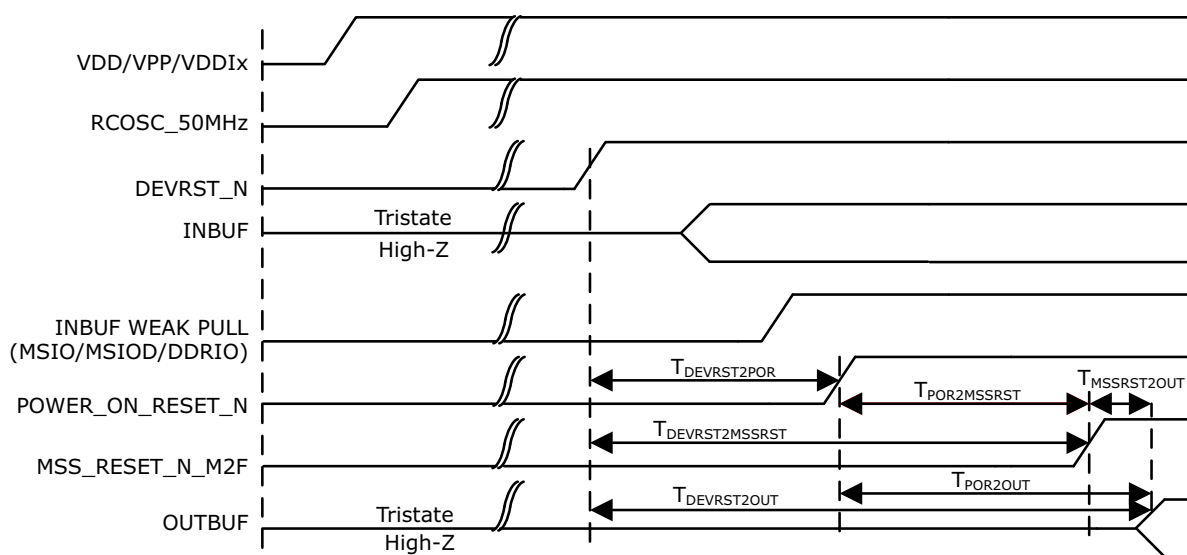 VDD/VPP/VDDIx
RCOSC_50MHz
DEVRST_N
INBUF
Tristate
High-Z
INBUF WEAK PULL
(MSIO/MSIOD/DDRIO)
TDEVRST2POR
TPOR2MSSRST
TMSSRST2OUT
POWER_ON_RESET_N
TDEVRST2MSSRST
MSS_RESET_N_M2F
TDEVRST2OUT
TPOR2OUT
OUTBUF
Tristate
High-Z